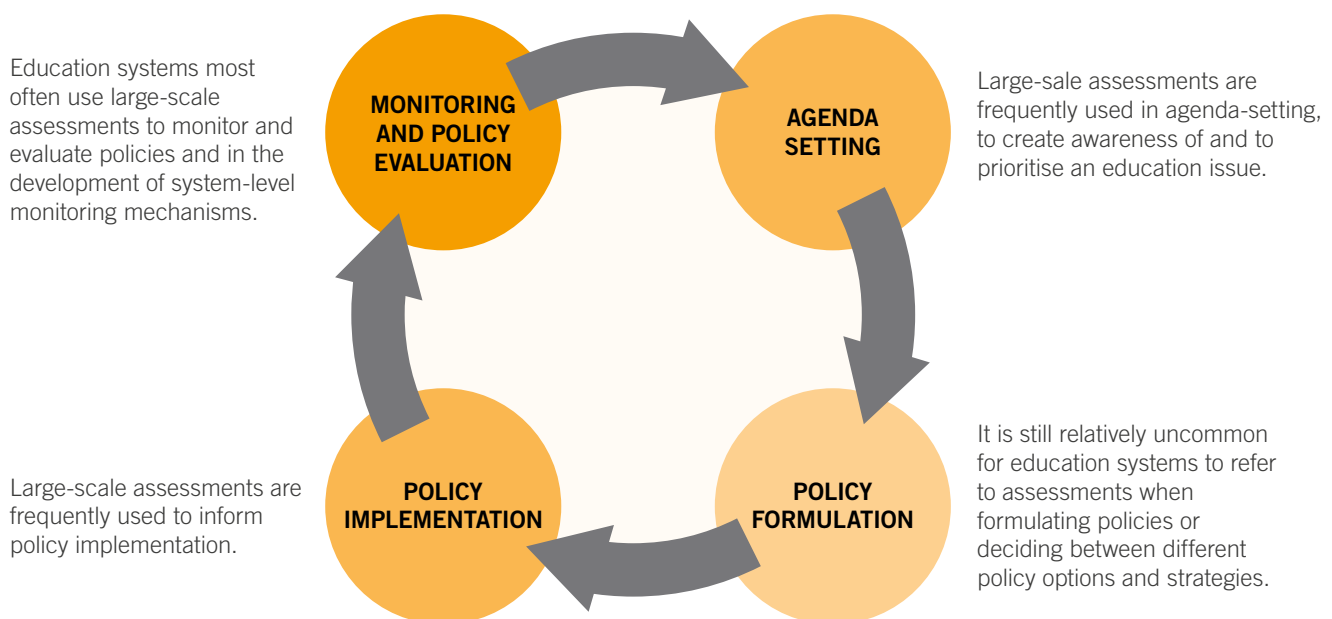 Education systems most
often use large-scale
assessments to monitor and
evaluate policies and in the
development of system-level
monitoring mechanisms.
MONITORING
AND POLICY
EVALUATION
AGENDA
SETTING
Large-sale assessments are
frequently used in agenda-setting,
to create awareness of and to
prioritise an education issue.
Large-scale assessments are
frequently used to inform
policy implementation.
POLICY
IMPLEMENTATION
POLICY
FORMULATION
It is still relatively uncommon
for education systems to refer
to assessments when
formulating policies or
deciding between different
policy options and strategies.